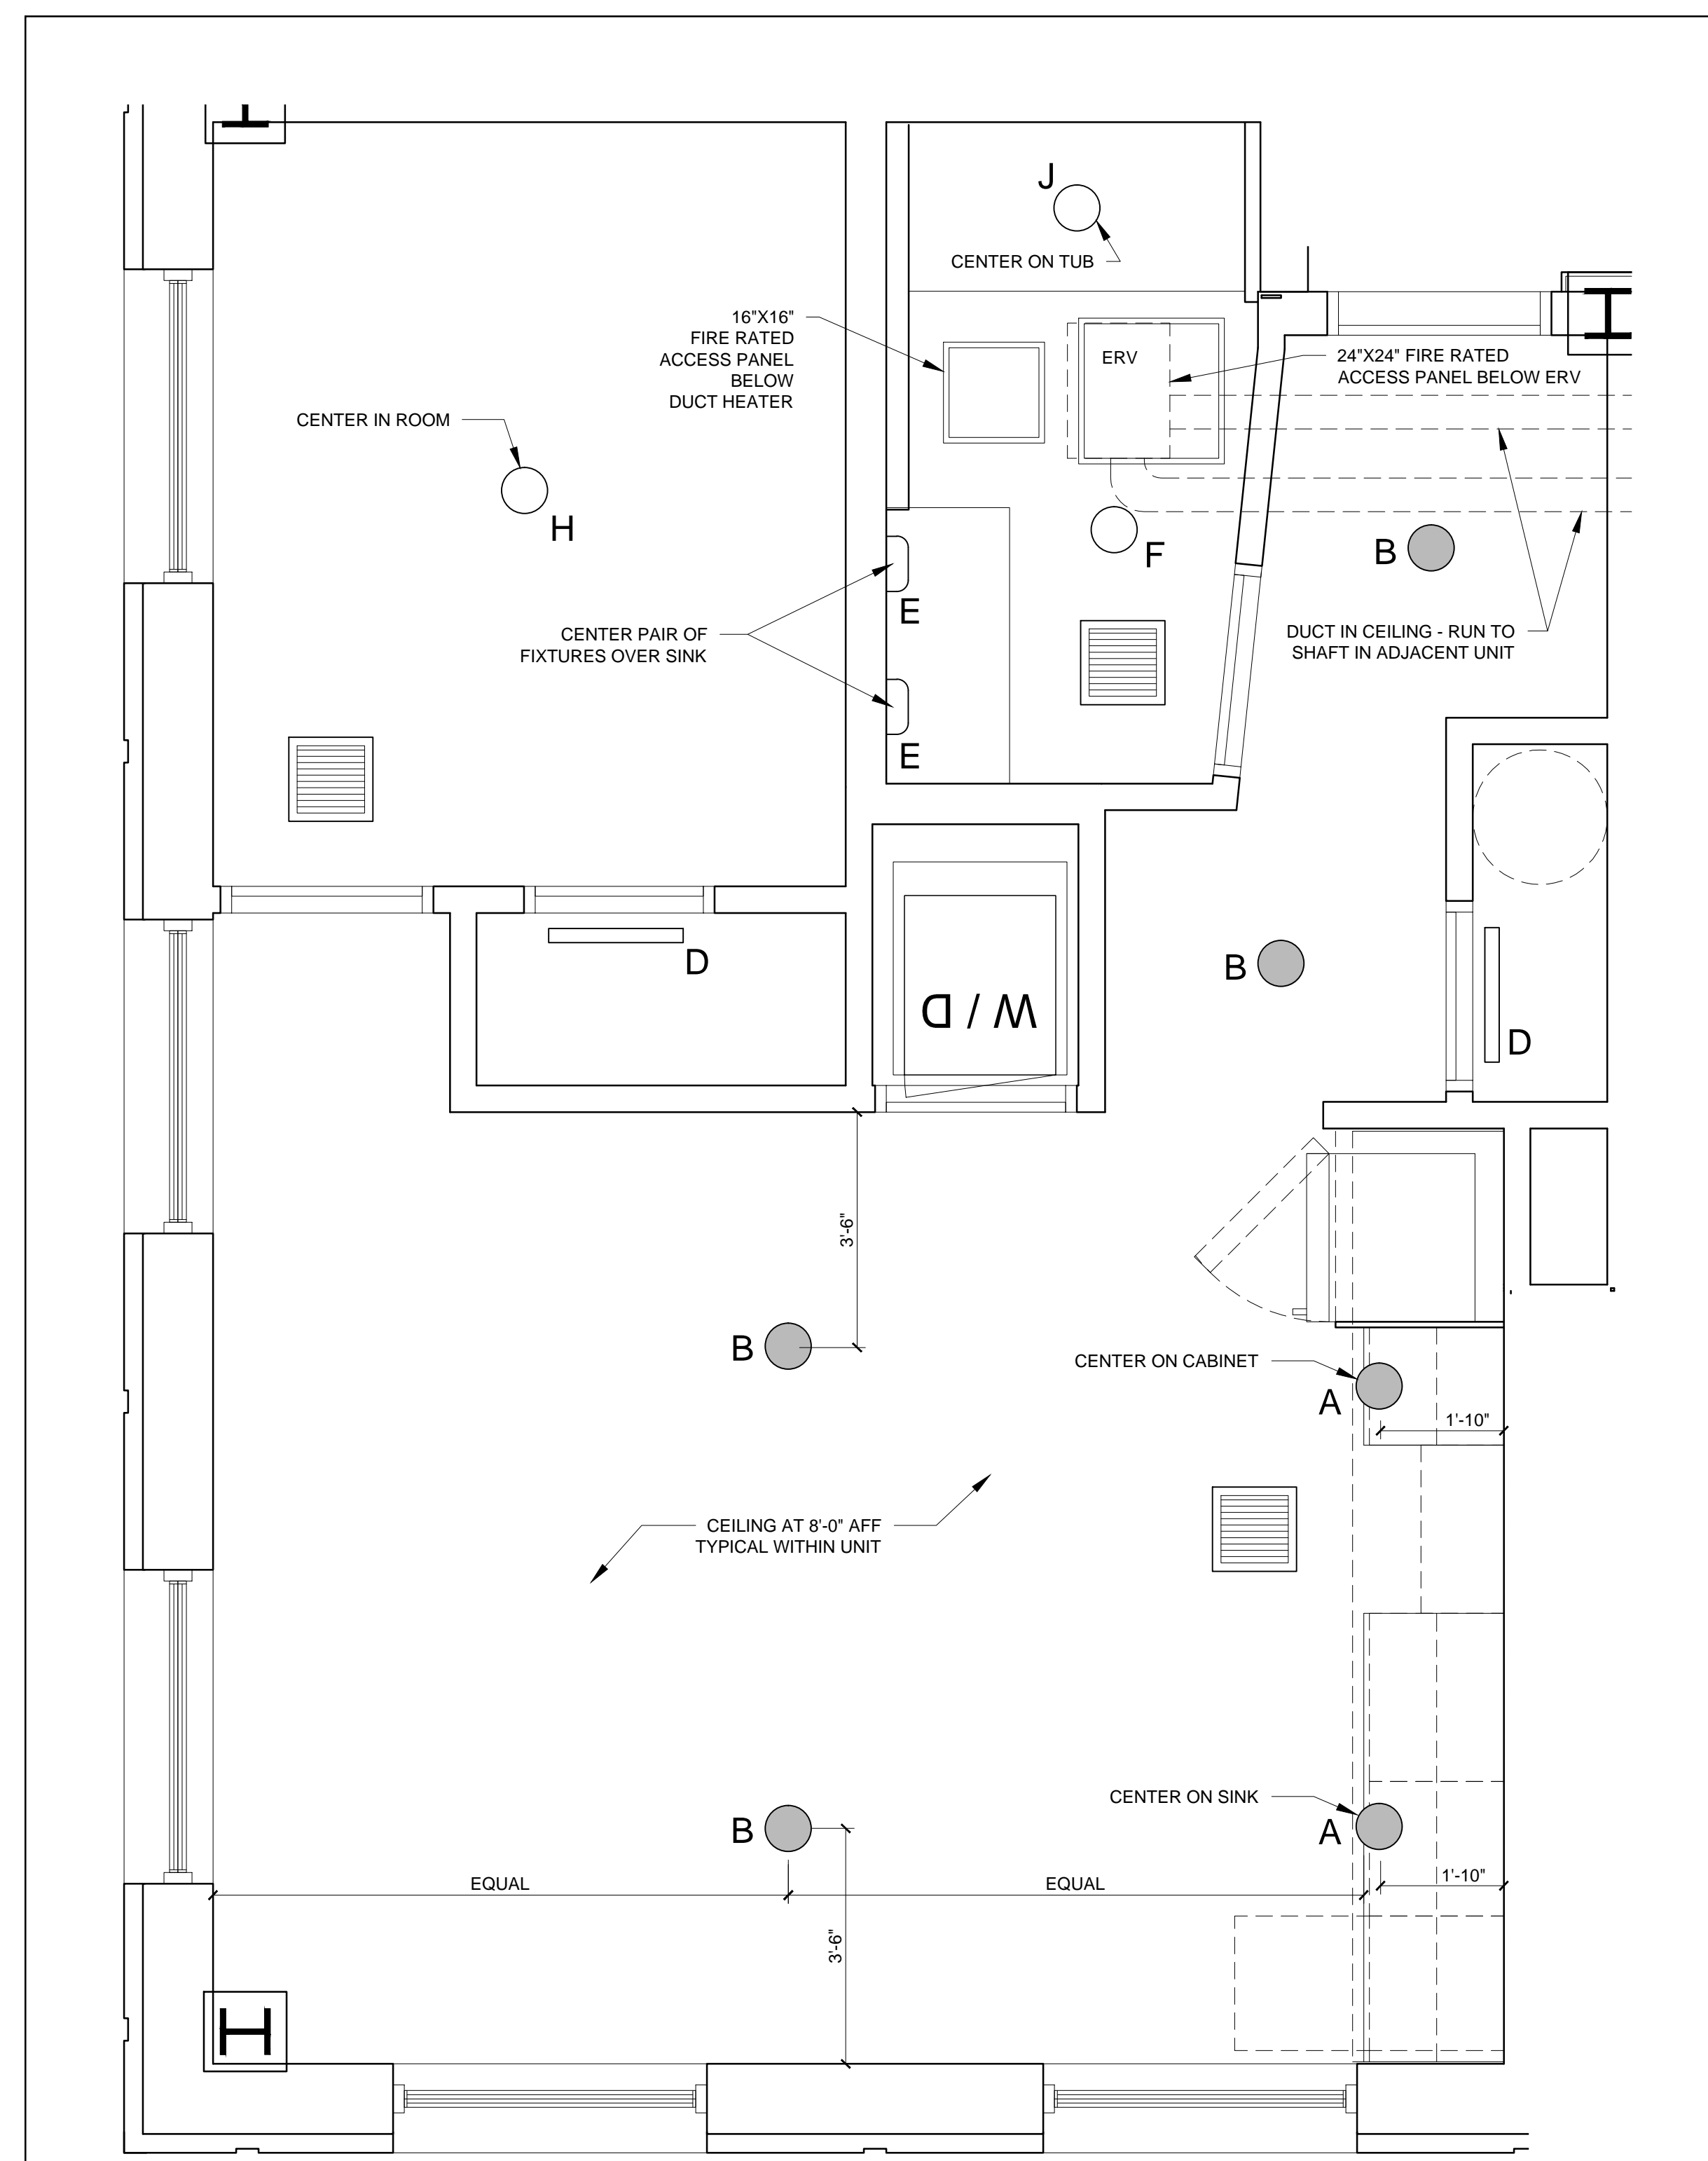 J
CENTER ON TUB
16"X16"
FIRE RATED
ACCESS PANEL
BELOW
DUCT HEATER
ERV
24"X24" FIRE RATED
ACCESS PANEL BELOW ERV
CENTER IN ROOM
H
F
B
E
CENTER PAIR OF
FIXTURES OVER SINK
DUCT IN CEILING - RUN TO
SHAFT IN ADJACENT UNIT
E
D
B
W / D
D
3'-6"
B
CENTER ON CABINET
A
1'-10"
CEILING AT 8'-0" AFF
TYPICAL WITHIN UNIT
CENTER ON SINK
B
A
EQUAL
EQUAL
1'-10"
3'-6"